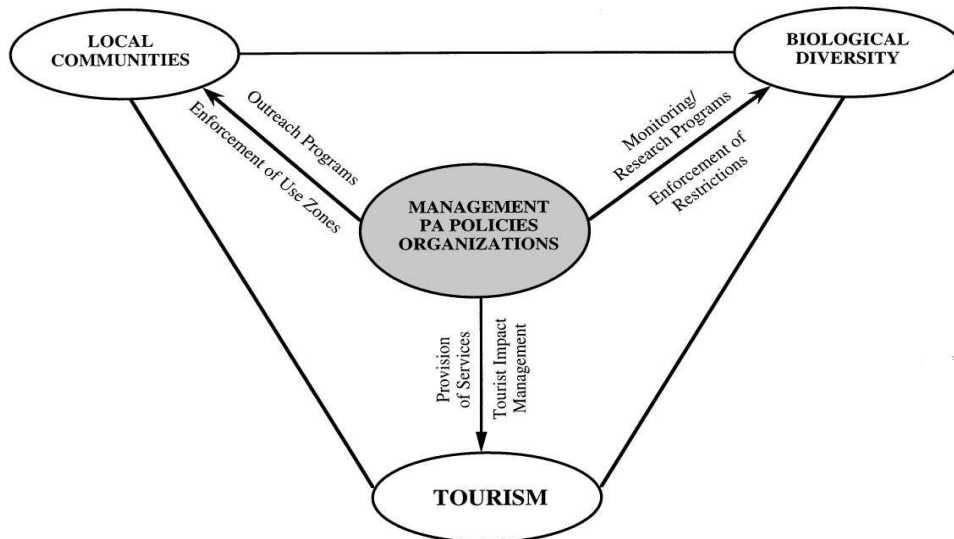 LOCAL
COMMUNITIES
BIOLOGICAL
DIVERSITY
Outreach Programs
Enforcement of Use Zones
Monitoring/
Research Programs
Enforcement of
Restrictions
MANAGEMENT
PA POLICIES
ORGANIZATIONS
Provision
of Services
Tourist Impact
Management
TOURISM